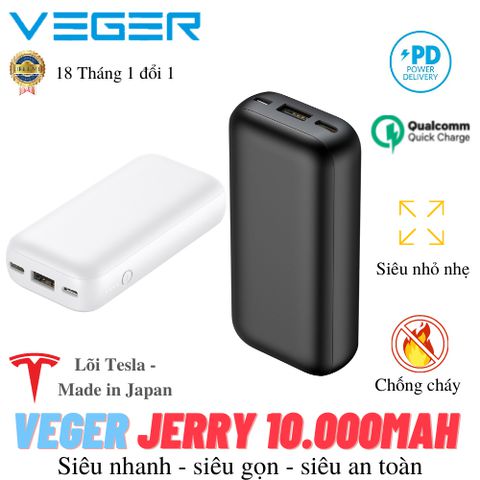 VEGER
18 Tháng 1 đổi 1
PD
POWER
DELIVERY
Qualcomm
Quick Charge
Siêu nhỏ nhẹ
Lõi Tesla -
Made in Japan
Chống cháy
VEGER JERRY 10.000MAH
Siêu nhanh - siêu gọn - siêu an toàn